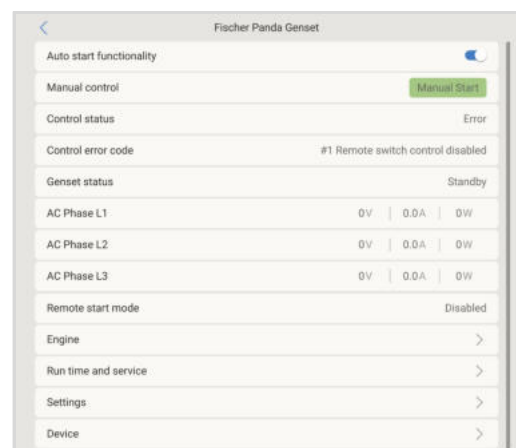 Fischer Panda Genset
Auto start functionality
Manual control Manual Start
Control status Error
Control error code #1 Remote switch control disabled
Genset status Standby
AC Phase L1 0V 0.0A 0W
AC Phase L2 0V 0.0A 0W
AC Phase L3 0V 0.0A 0W
Remote start mode Disabled
Engine
Run time and service
Settings
Device